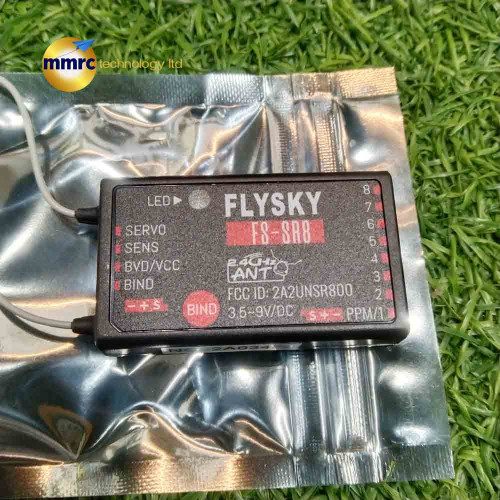 mmrc technology ltd
LED ▶
FLYSKY
FS-SR8
2.4GHz
ANT
FCC ID: 2A2UNSR800
3.5-9V/DC
SERVO
SENS
BVD/VCC
BIND
- + S
BIND
8
7
6
5
4
3
2
PPM/1
S + -